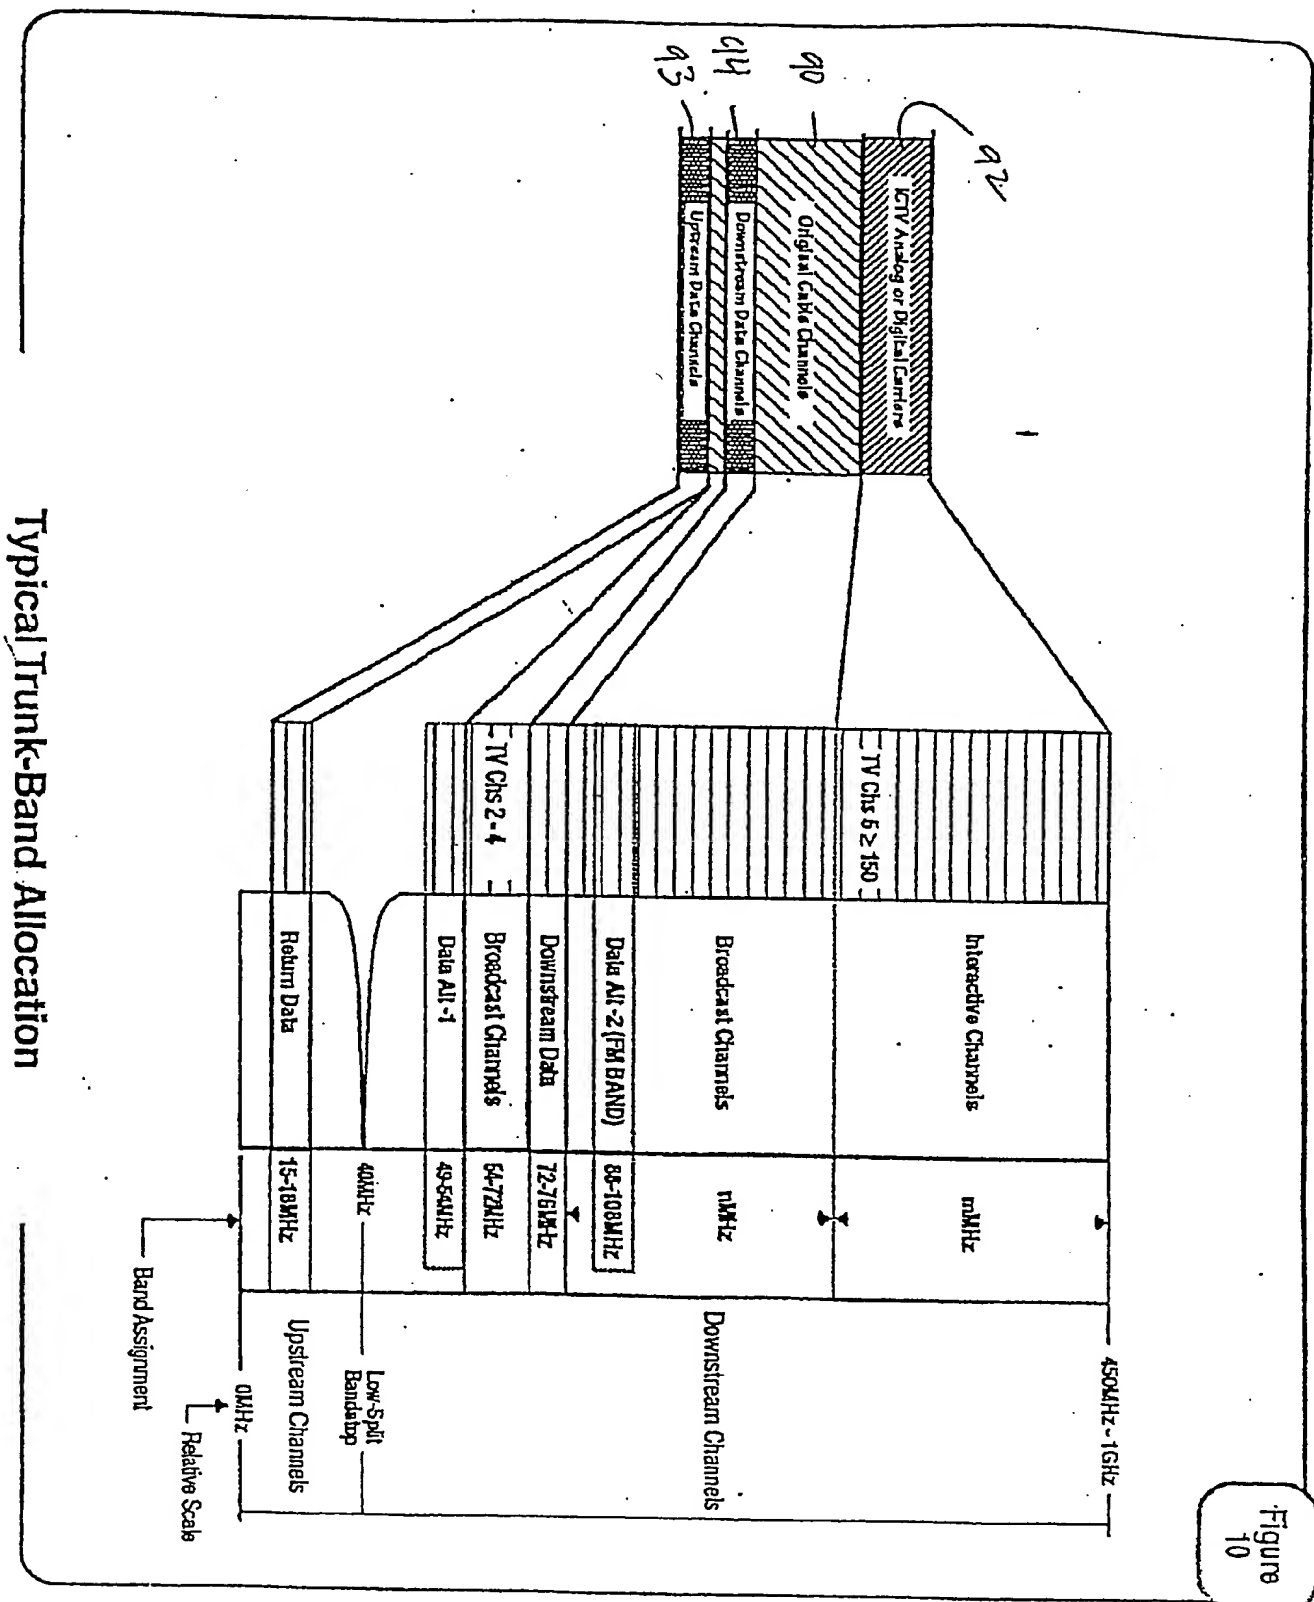 Figure
10
92
90
94
93
ICTV Analog or Digital Carriers
Original Cable Channels
Downstream Data Channels
Upstream Data Channels
TV Chs 5 ≥ 150
TV Chs 2 - 4
Interactive Channels
Broadcast Channels
Data Alt -2 (FM BAND)
Downstream Data
Broadcast Channels
Data Alt -1
Return Data
mMHz
nMHz
88-108MHz
72-76MHz
54-72MHz
49-54MHz
40MHz
15-18MHz
450MHz - 1GHz
Downstream Channels
Low-Split
Bandstop
Upstream Channels
0MHz
Band Assignment
Relative Scale
Typical Trunk-Band Allocation